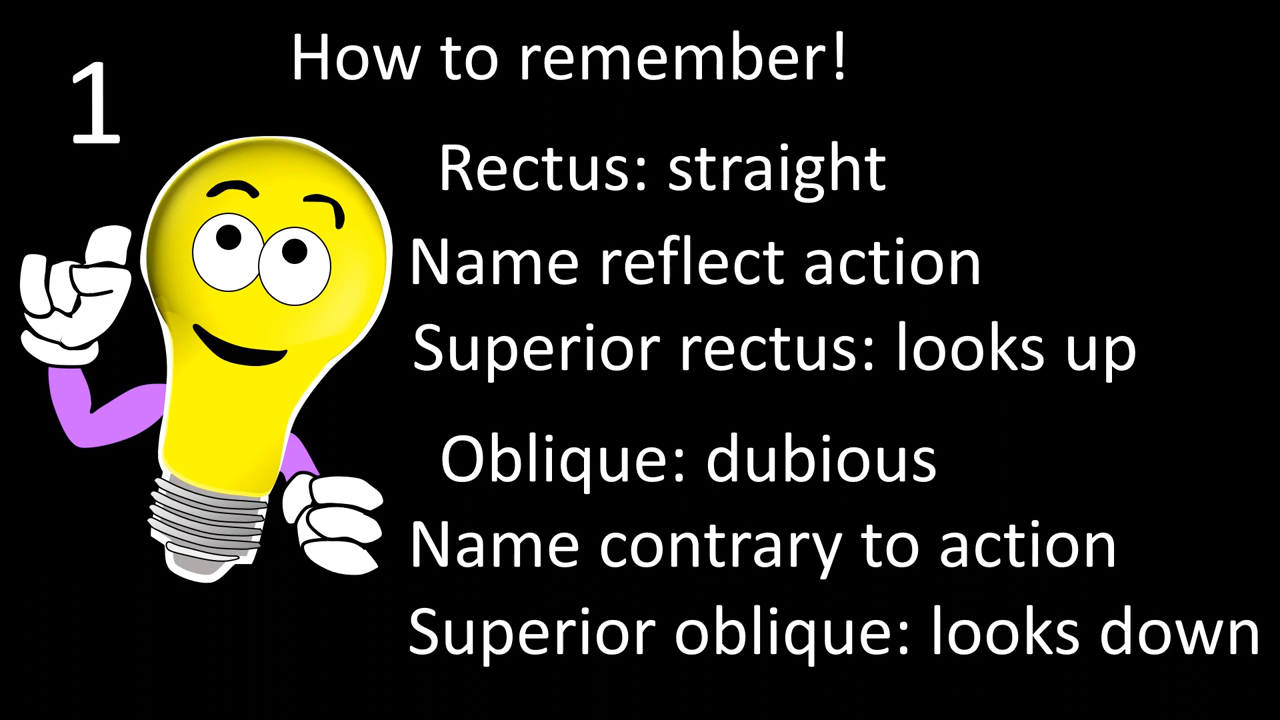 1
How to remember!
Rectus: straight
Name reflect action
Superior rectus: looks up
Oblique: dubious
Name contrary to action
Superior oblique: looks down